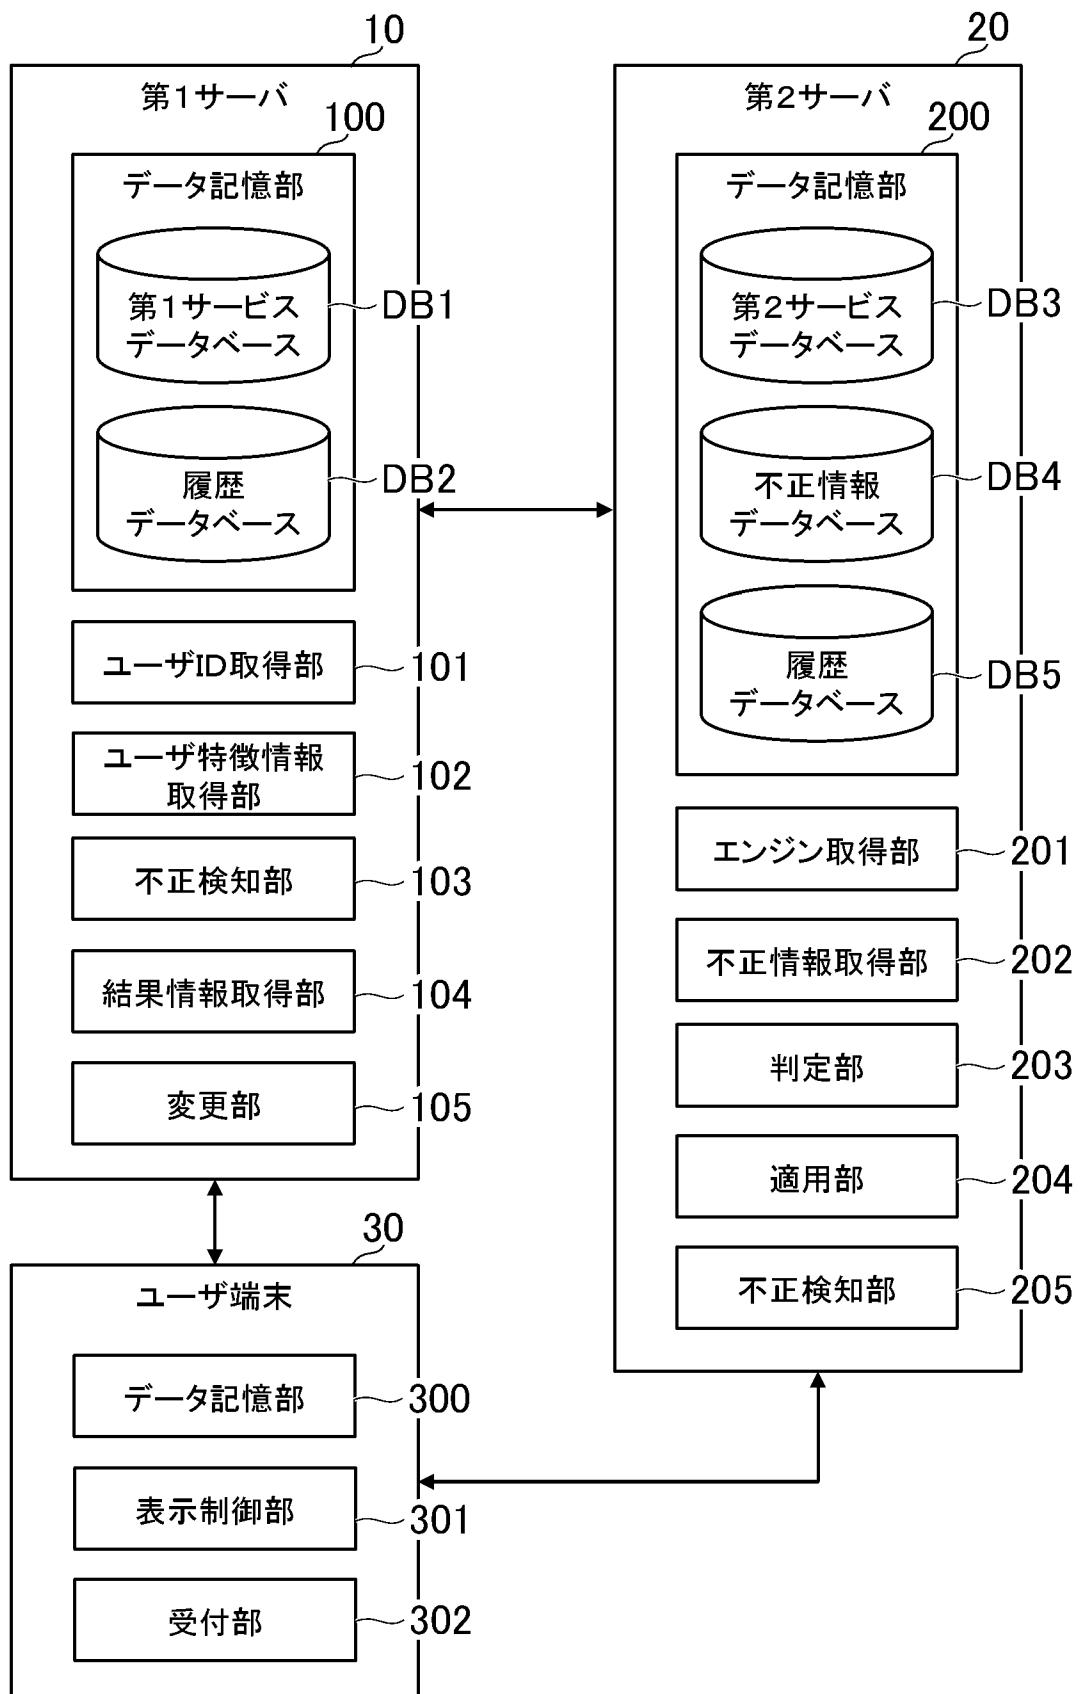 10
第1サーバ
100
データ記憶部
第1サービス
データベース
DB1
履歴
データベース
DB2
ユーザID取得部
101
ユーザ特徴情報
取得部
102
不正検知部
103
結果情報取得部
104
変更部
105
20
第2サーバ
200
データ記憶部
第2サービス
データベース
DB3
不正情報
データベース
DB4
履歴
データベース
DB5
エンジン取得部
201
不正情報取得部
202
判定部
203
適用部
204
不正検知部
205
30
ユーザ端末
データ記憶部
300
表示制御部
301
受付部
302